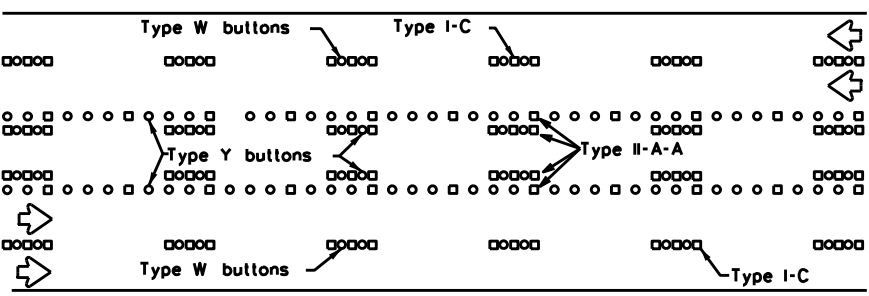 Type W buttons
Type I-C
Type Y buttons
Type II-A-A
Type W buttons
Type I-C